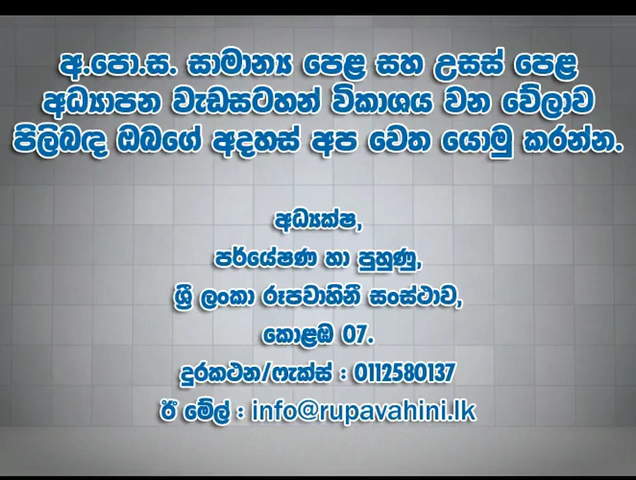 අ.පො.ස. සාමාන්‍ය පෙළ සහ උසස් පෙළ
අධ්‍යාපන වැඩසටහන් විකාශය වන වේලාව
පිලිබඳ ඔබගේ අදහස් අප වෙත යොමු කරන්න.
අධ්‍යක්ෂ,
පර්යේෂණ හා පුහුණු,
ශ්‍රී ලංකා රූපවාහිනී සංස්ථාව,
කොළඹ 07.
දුරකථන/ෆැක්ස් : 0112580137
ඊ මේල් : info@rupavahini.lk